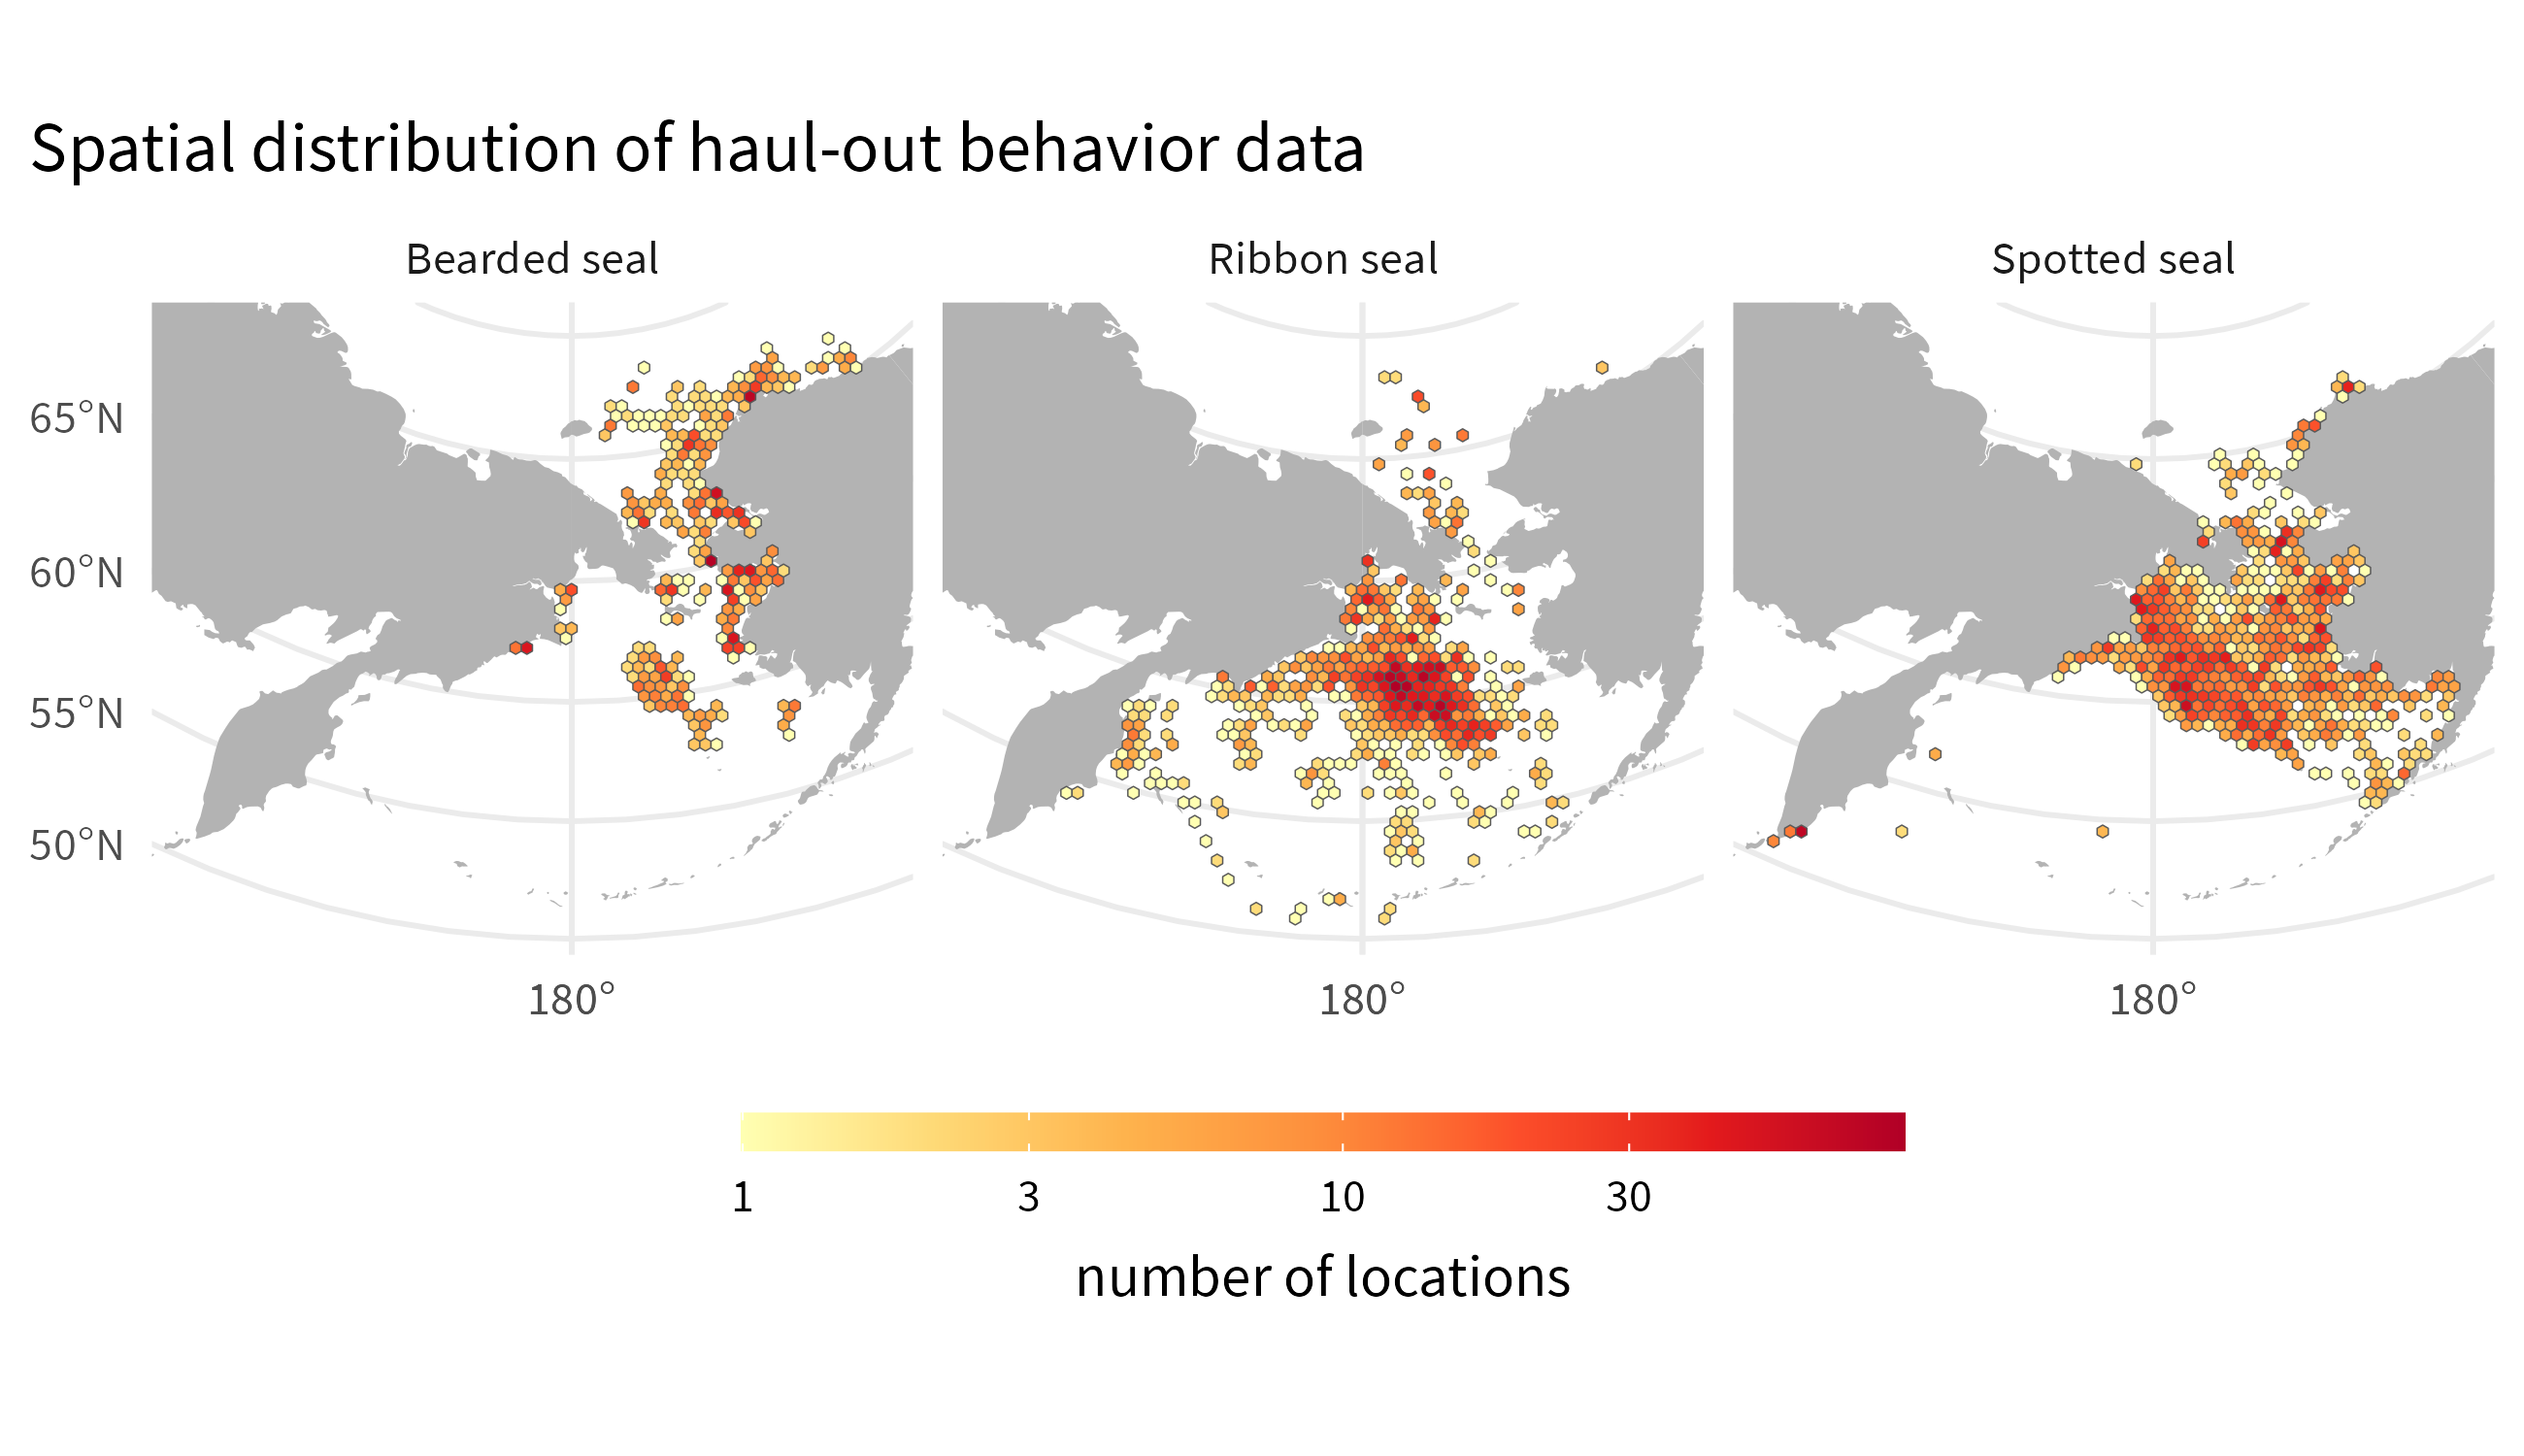 Spatial distribution of haul-out behavior data
Bearded seal
Ribbon seal
Spotted seal
65°N
60°N
55°N
50°N
180°
180°
180°
1
3
10
30
number of locations